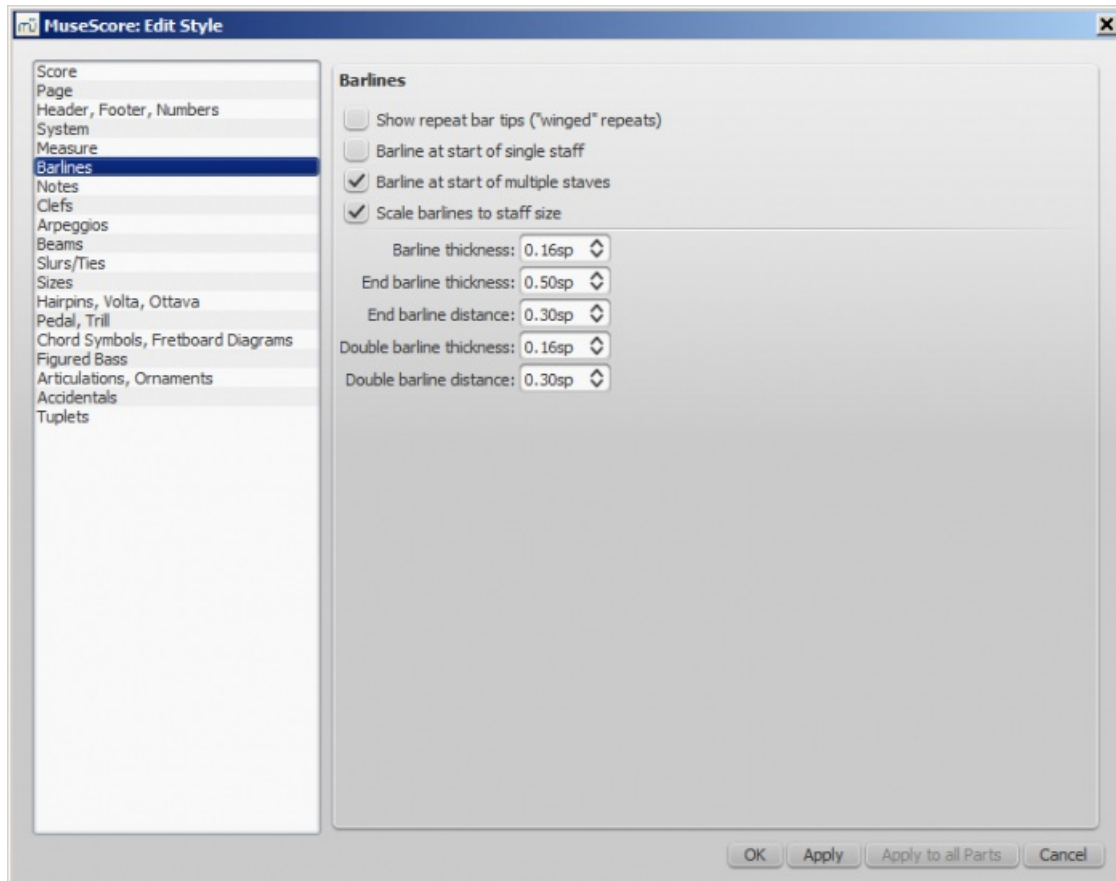 MuseScore: Edit Style
Score
Page
Header, Footer, Numbers
System
Measure
Barlines
Notes
Clefs
Arpeggios
Beams
Slurs/Ties
Sizes
Hairpins, Volta, Ottava
Pedal, Trill
Chord Symbols, Fretboard Diagrams
Figured Bass
Articulations, Ornaments
Accidentals
Tuplets
Barlines
Show repeat bar tips ("winged" repeats)
Barline at start of single staff
Barline at start of multiple staves
Scale barlines to staff size
Barline thickness: 0.16sp
End barline thickness: 0.50sp
End barline distance: 0.30sp
Double barline thickness: 0.16sp
Double barline distance: 0.30sp
OK Apply Apply to all Parts Cancel